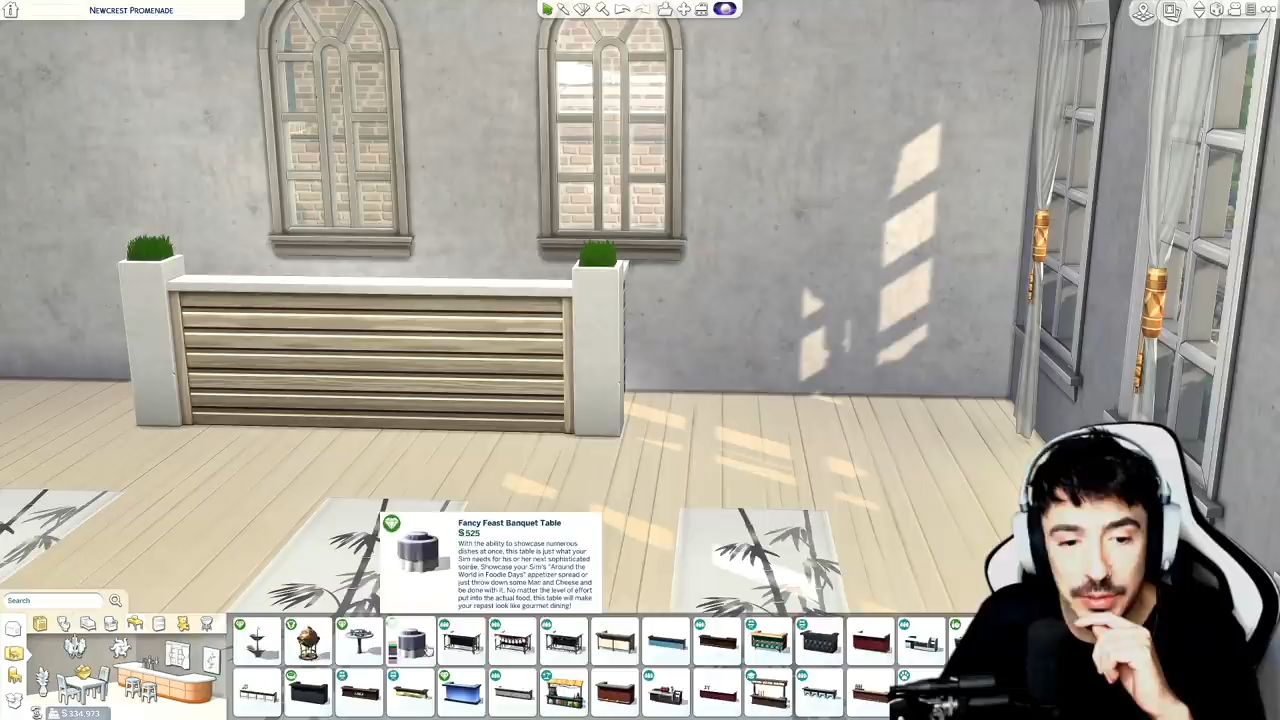 NEWCREST PROMENADE
Fancy Feast Banquet Table
§525
With the ability to showcase numerous
dishes at once, this table is just what your
Sim needs for his or her next sophisticated
soirée. Showcase your Sim's "Around the
World in Foodie Days" appetizer spread or
just throw down some Mac and Cheese and
be done with it. No matter the level of effort
put into the actual food, this table will make
your repast look like gourmet dining!
Search
§334,973